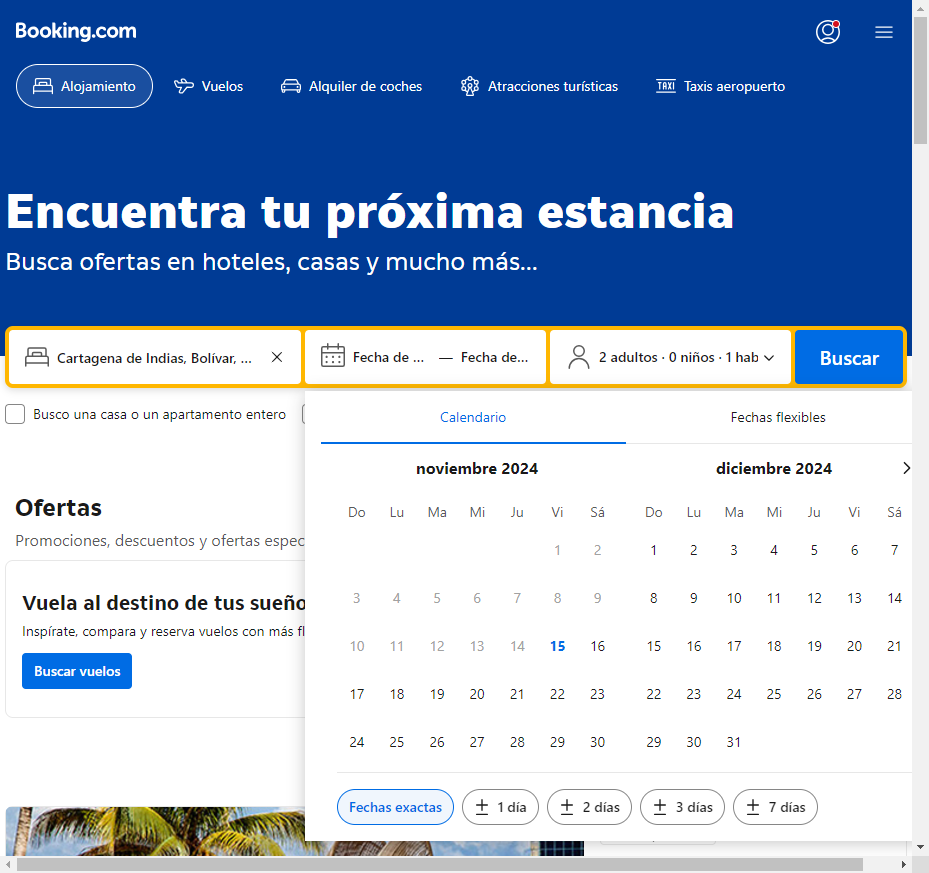 Booking.com
Alojamiento
Vuelos
Alquiler de coches
Atracciones turísticas
TAXI Taxis aeropuerto
Encuentra tu próxima estancia
Busca ofertas en hoteles, casas y mucho más...
Cartagena de Indias, Bolívar, ...
Fecha de ... — Fecha de...
2 adultos · 0 niños · 1 hab
Buscar
Busco una casa o un apartamento entero
Calendario
Fechas flexibles
noviembre 2024
Do Lu Ma Mi Ju Vi Sá
1 2
3 4 5 6 7 8 9
10 11 12 13 14 15 16
17 18 19 20 21 22 23
24 25 26 27 28 29 30
diciembre 2024
Do Lu Ma Mi Ju Vi Sá
1 2 3 4 5 6 7
8 9 10 11 12 13 14
15 16 17 18 19 20 21
22 23 24 25 26 27 28
29 30 31
Fechas exactas
± 1 día
± 2 días
± 3 días
± 7 días
Ofertas
Promociones, descuentos y ofertas espec
Vuela al destino de tus sueño
Inspírate, compara y reserva vuelos con más fl
Buscar vuelos